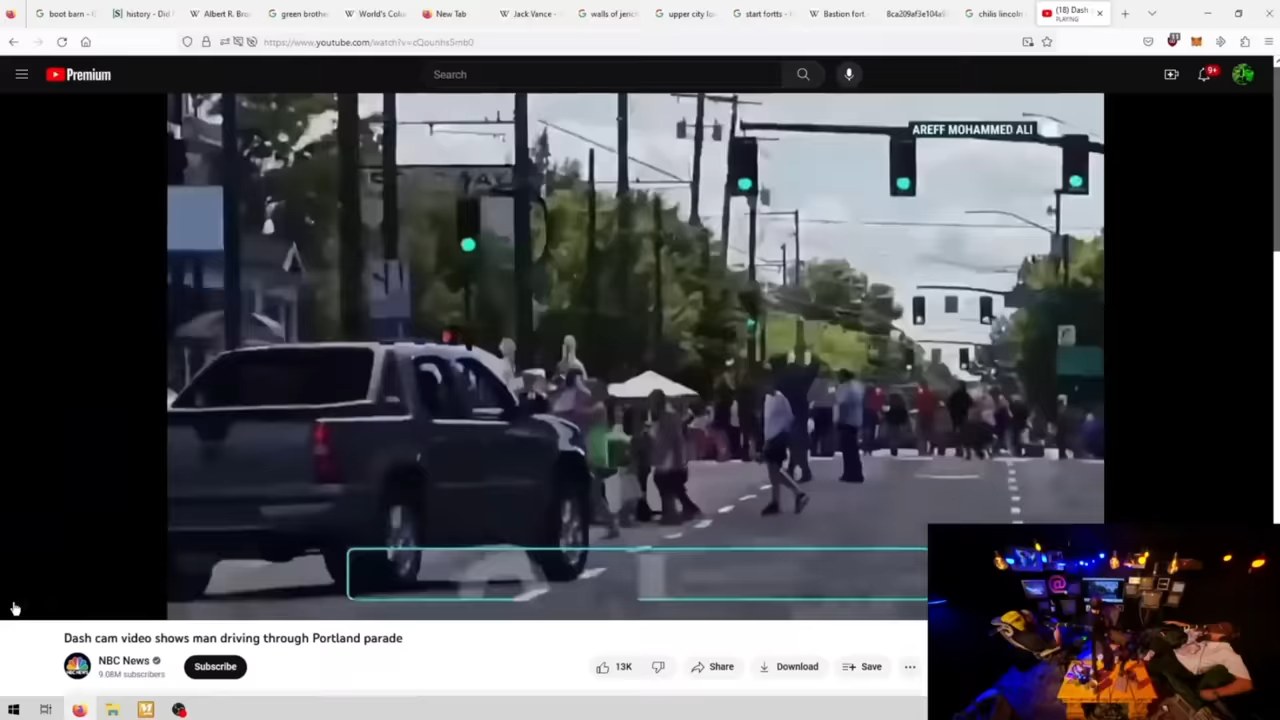 boot barn -
history - Did
Albert R. Bro
green brothe
World's Colu
New Tab
Jack Vance -
walls of jeric
upper city lo
start fortts -
Bastion fort
8ca209af3e104a8
chilis lincoln
(18) Dash
PLAYING
https://www.youtube.com/watch?v=cQounhs5mb0
Premium
Search
9+
AREFF MOHAMMED ALI
Dash cam video shows man driving through Portland parade
NBC News
9.08M subscribers
Subscribe
13K
Share
Download
Save